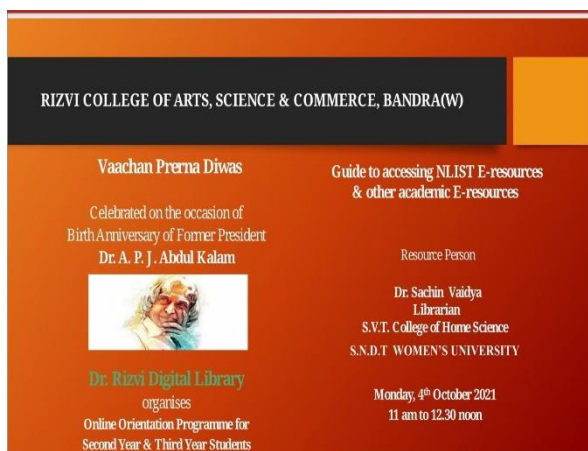 RIZVI COLLEGE OF ARTS, SCIENCE & COMMERCE, BANDRA(W)
Vaachan Prerna Diwas
Celebrated on the occasion of
Birth Anniversary of Former President
Dr. A. P. J. Abdul Kalam
Dr. Rizvi Digital Library
organises
Online Orientation Programme for
Second Year & Third Year Students
Guide to accessing NLIST E-resources
& other academic E-resources
Resource Person
Dr. Sachin Vaidya
Librarian
S.V.T. College of Home Science
S.N.D.T WOMEN'S UNIVERSITY
Monday, 4th October 2021
11 am to 12.30 noon